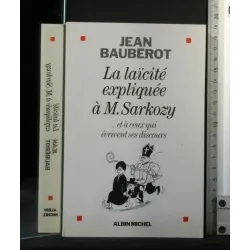 JEAN
BAUBÉROT
La laïcité
expliquée
à M. Sarkozy
...et à ceux qui
écrivent ses discours
ALBIN MICHEL